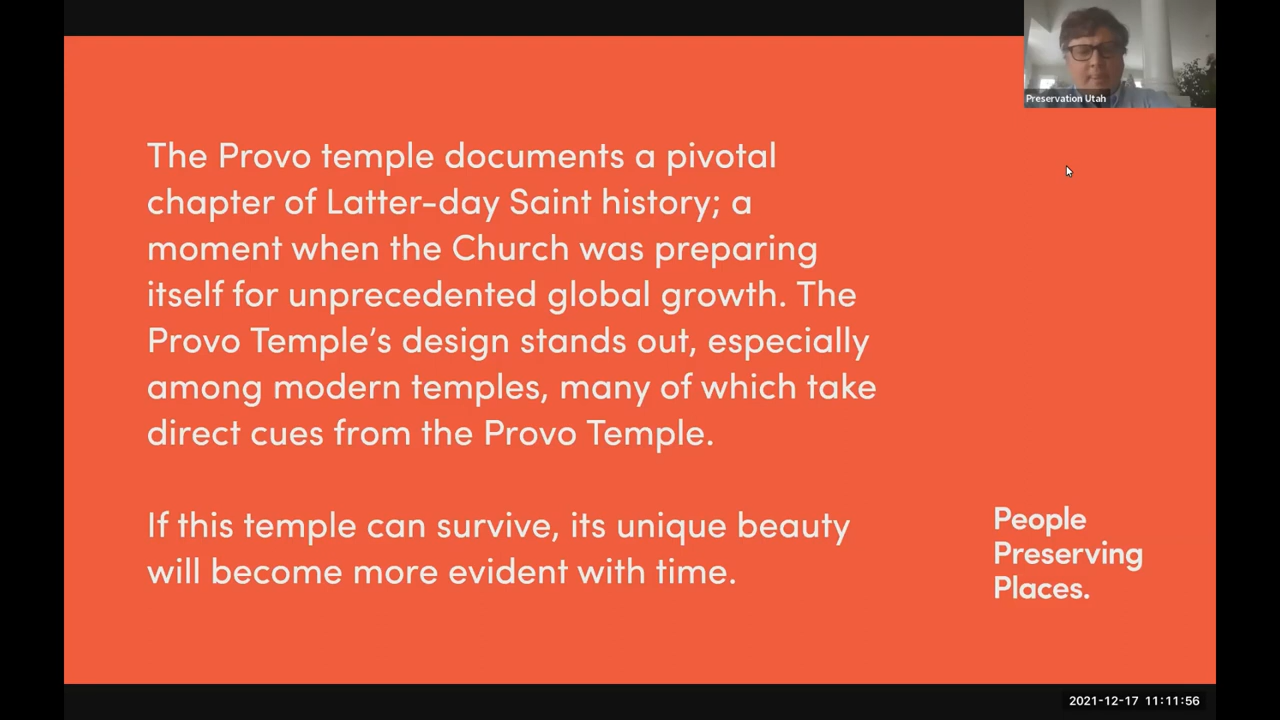 Preservation Utah
The Provo temple documents a pivotal
chapter of Latter-day Saint history; a
moment when the Church was preparing
itself for unprecedented global growth. The
Provo Temple’s design stands out, especially
among modern temples, many of which take
direct cues from the Provo Temple.
If this temple can survive, its unique beauty
will become more evident with time.
People
Preserving
Places.
2021-12-17 11:11:56